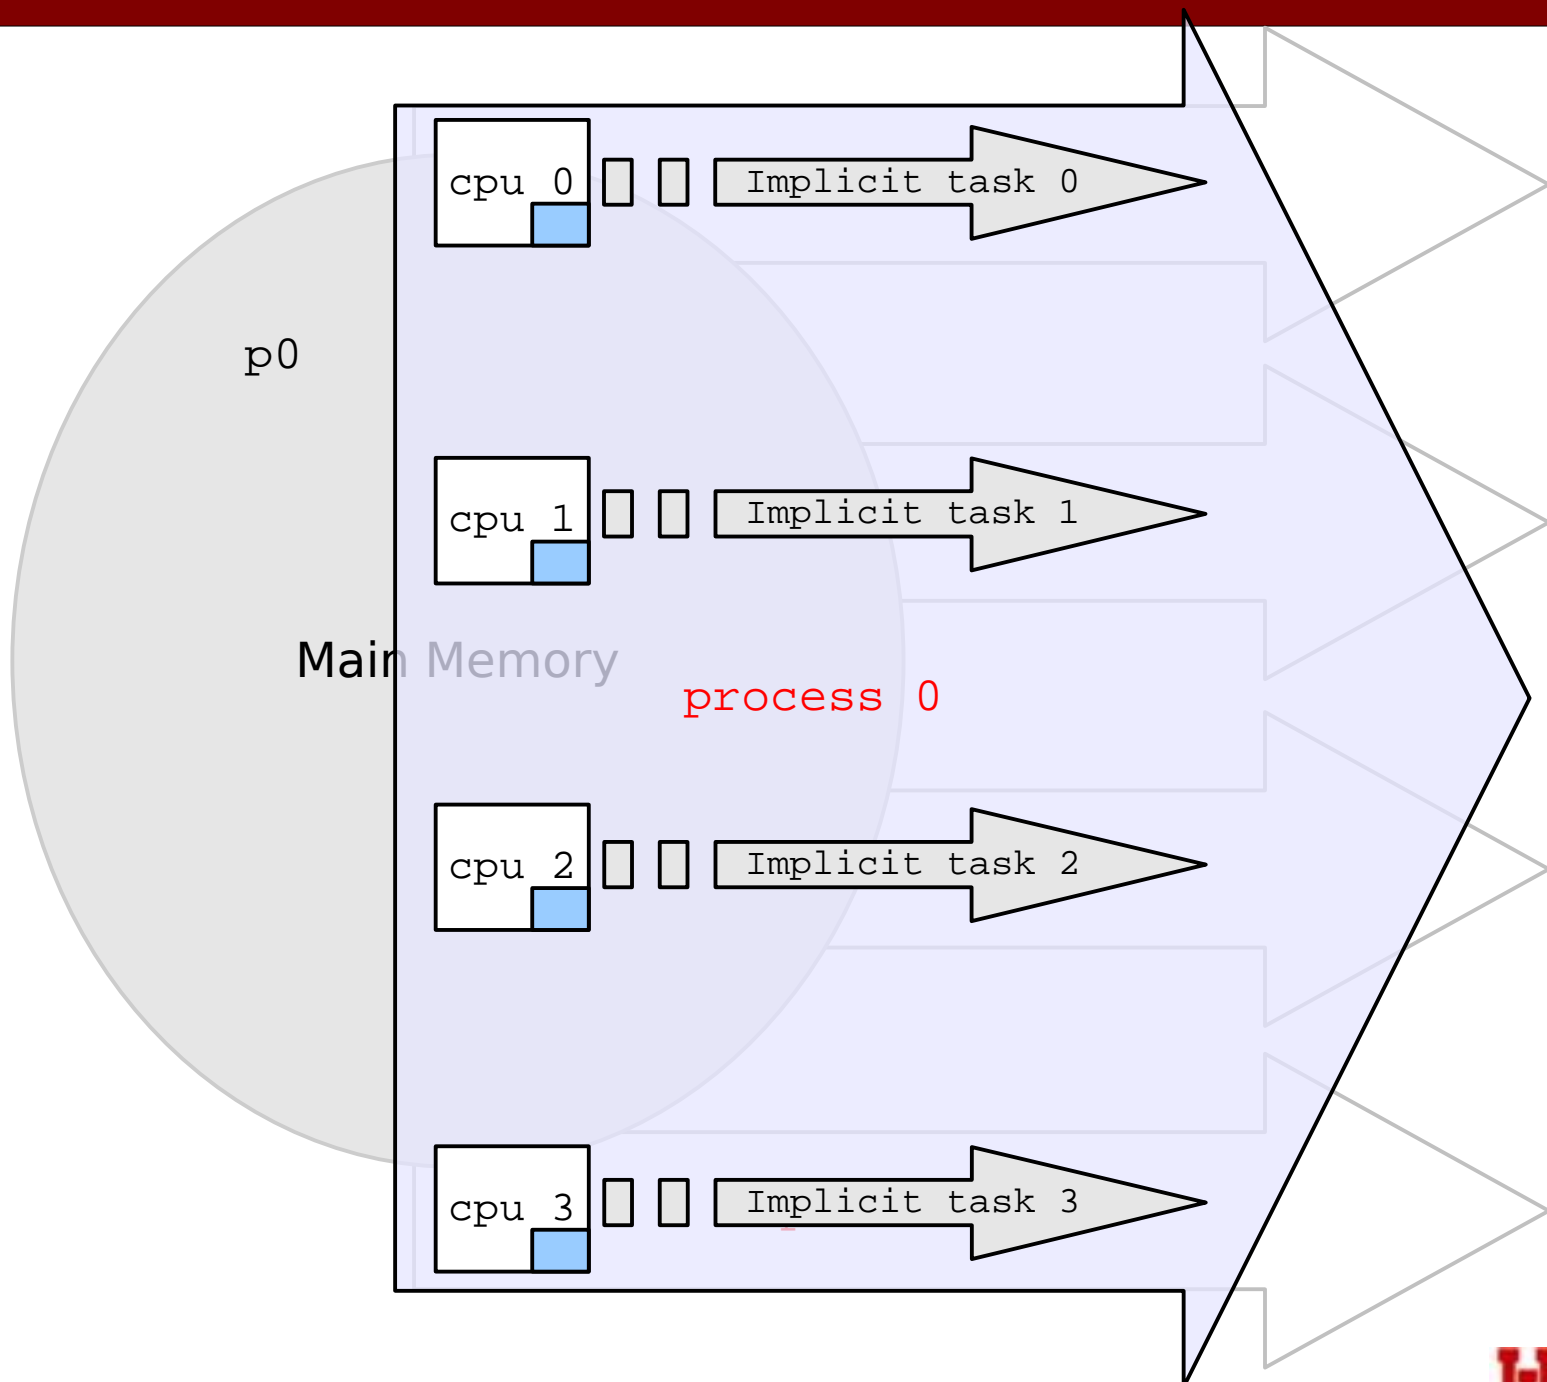 cpu 0
Implicit task 0
p0
cpu 1
Implicit task 1
Main Memory
process 0
cpu 2
Implicit task 2
cpu 3
Implicit task 3